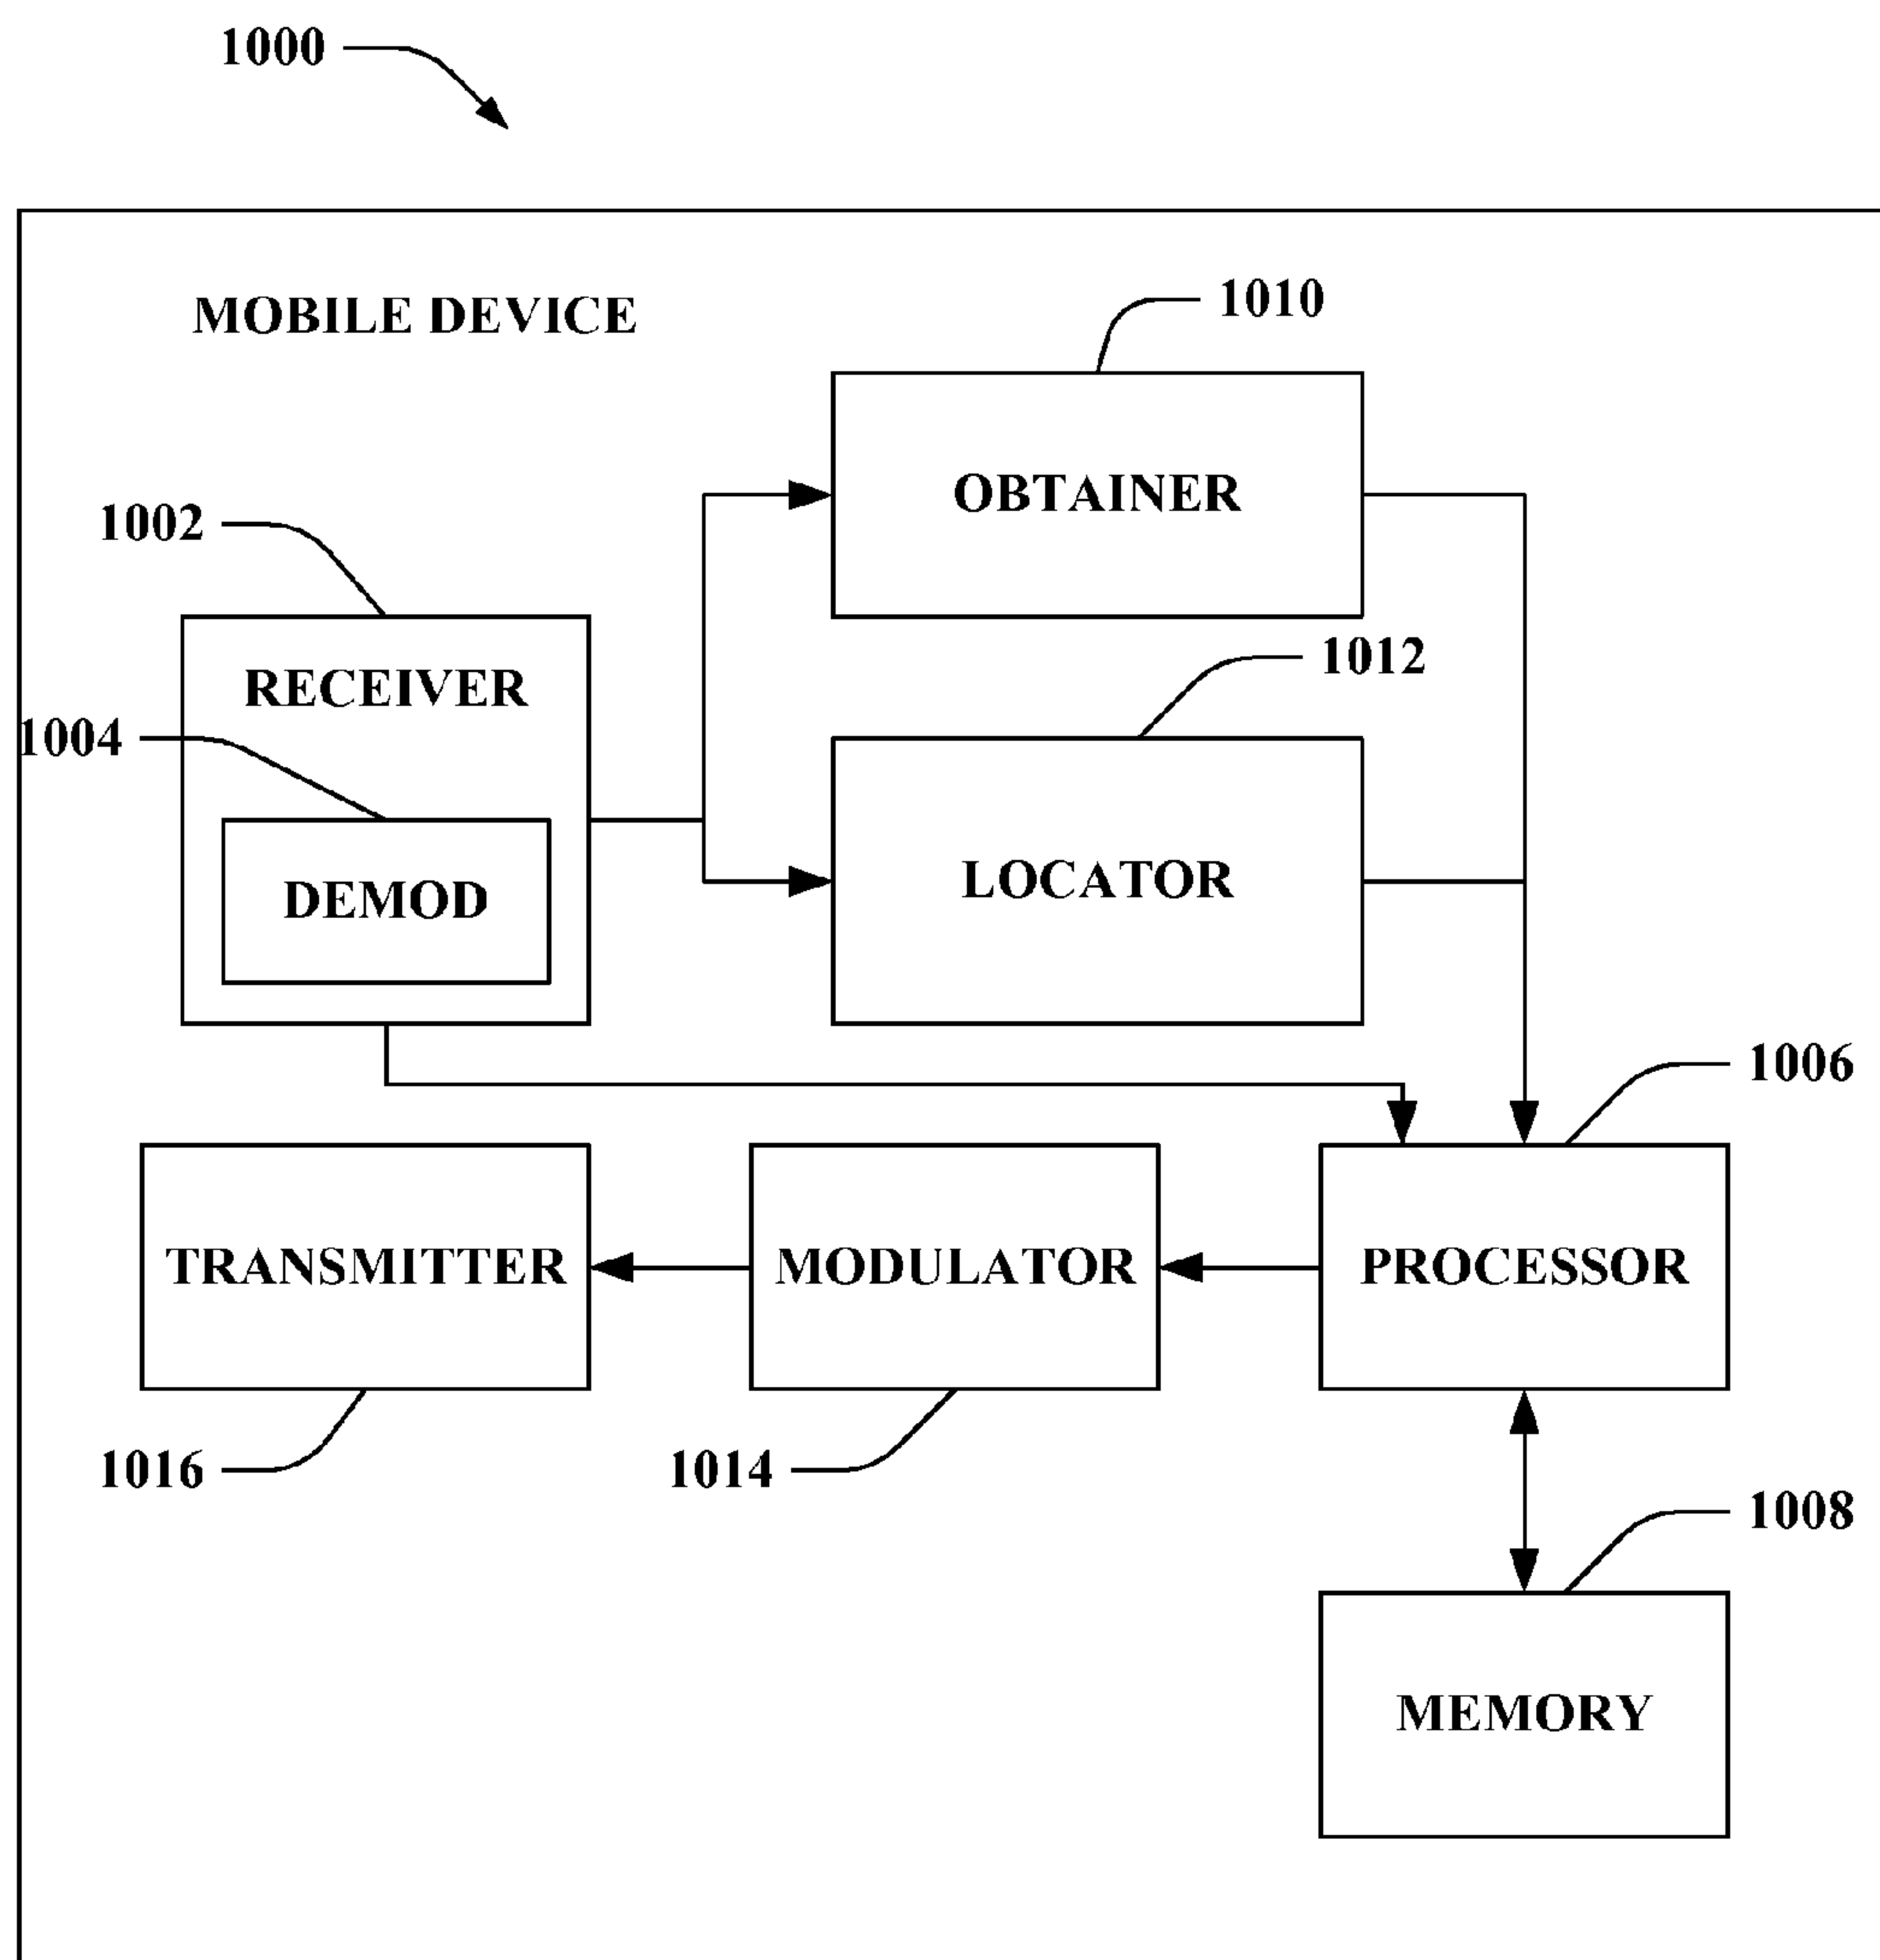 1000
MOBILE DEVICE
1010
OBTAINER
1002
1012
RECEIVER
1004
DEMOD
LOCATOR
1006
TRANSMITTER
MODULATOR
PROCESSOR
1016
1014
1008
MEMORY